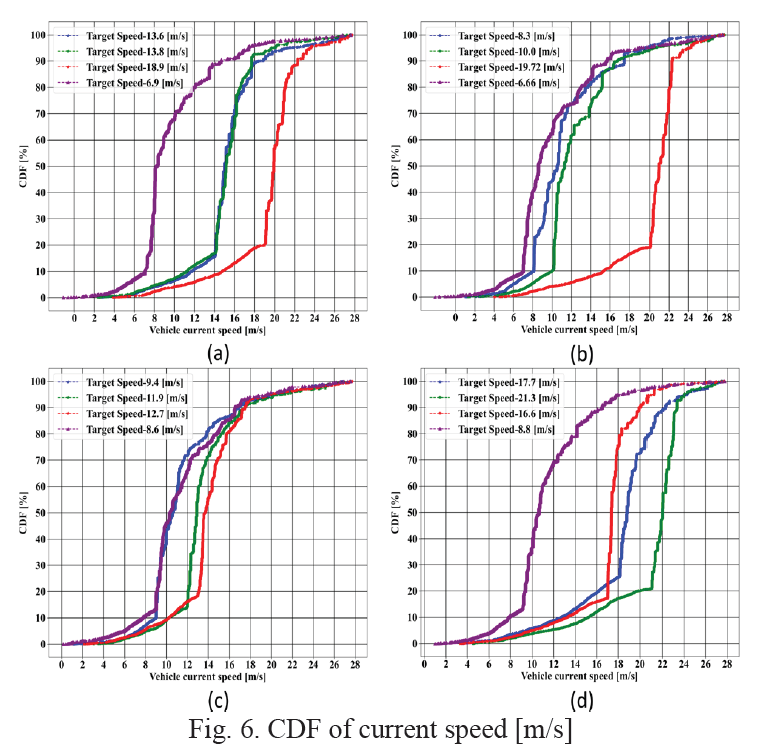 Target Speed-13.6 [m/s]
Target Speed-13.8 [m/s]
Target Speed-18.9 [m/s]
Target Speed-6.9 [m/s]
CDF [%]
100
90
80
70
60
50
40
30
20
10
0
0 2 4 6 8 10 12 14 16 18 20 22 24 26 28
Vehicle current speed [m/s]
(a)
Target Speed-8.3 [m/s]
Target Speed-10.0 [m/s]
Target Speed-19.72 [m/s]
Target Speed-6.66 [m/s]
CDF [%]
100
90
80
70
60
50
40
30
20
10
0
0 2 4 6 8 10 12 14 16 18 20 22 24 26 28
Vehicle current speed [m/s]
(b)
Target Speed-9.4 [m/s]
Target Speed-11.9 [m/s]
Target Speed-12.7 [m/s]
Target Speed-8.6 [m/s]
CDF [%]
100
90
80
70
60
50
40
30
20
10
0
0 2 4 6 8 10 12 14 16 18 20 22 24 26 28
Vehicle current speed [m/s]
(c)
Target Speed-17.7 [m/s]
Target Speed-21.3 [m/s]
Target Speed-16.6 [m/s]
Target Speed-8.8 [m/s]
CDF [%]
100
90
80
70
60
50
40
30
20
10
0
0 2 4 6 8 10 12 14 16 18 20 22 24 26 28
Vehicle current speed [m/s]
(d)
Fig. 6. CDF of current speed [m/s]